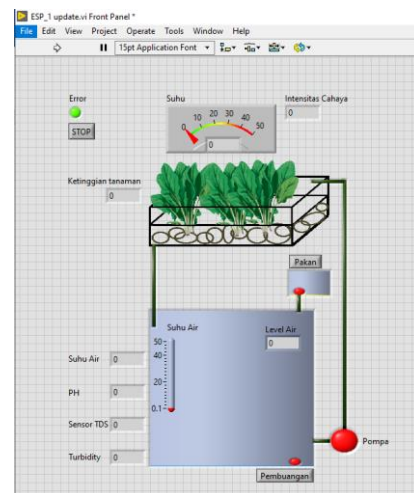 ESP_1 update.vi Front Panel *
File Edit View Project Operate Tools Window Help
15pt Application Font
Error
Suhu
Intensitas Cahaya
0
STOP
0 10 20 30 40 50
0
Ketinggian tanaman
0
Pakan
Suhu Air
Level Air
0
50
40
20
0.1
Suhu Air 0
PH 0
Sensor TDS 0
Turbidity 0
Pompa
Pembuangan